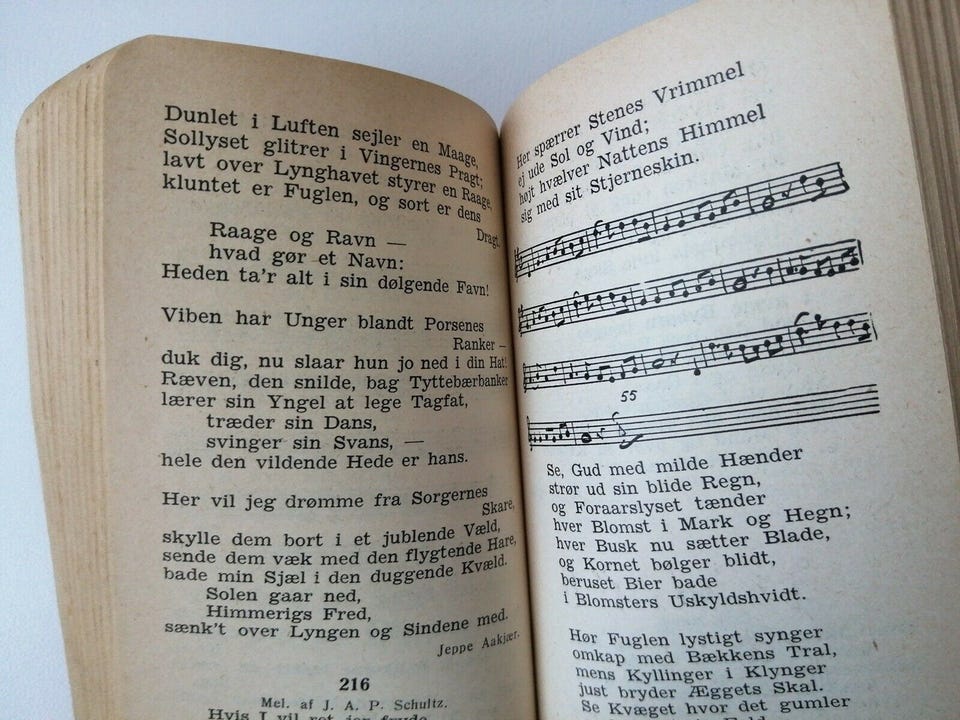 Dunlet i Luften sejler en Maage,
Sollyset glitrer i Vingernes Pragt;
lavt over Lynghavet styrer en Raage,
kluntet er Fuglen, og sort er dens
Dragt.
Raage og Ravn —
hvad gør et Navn:
Heden ta'r alt i sin dølgende Favn!
Viben har Unger blandt Porsenes
Ranker —
duk dig, nu slaar hun jo ned i din Hat!
Ræven, den snilde, bag Tyttebærbanker
lærer sin Yngel at lege Tagfat,
træder sin Dans,
svinger sin Svans, —
hele den vildende Hede er hans.
Her vil jeg drømme fra Sorgernes
Skare,
skylle dem bort i et jublende Væld,
sende dem væk med den flygtende Hare,
bade min Sjæl i den duggende Kvæld.
Solen gaar ned,
Himmerigs Fred,
sænk't over Lyngen og Sindene med.
Jeppe Aakjær.
216
Mel. af J. A. P. Schultz.
Hvis I vil
Her spærrer Stenes Vrimmel
ej ude Sol og Vind;
højt hvælver Nattens Himmel
sig med sit Stjerneskin.
55
Se, Gud med milde Hænder
strør ud sin blide Regn,
og Foraarslyset tænder
hver Blomst i Mark og Hegn;
hver Busk nu sætter Blade,
og Kornet bølger blidt,
beruset Bier bade
i Blomsters Uskyldshvidt.
Hør Fuglen lystigt synger
omkap med Bækkens Tral,
mens Kyllinger i Klynger
just bryder Æggets Skal.
Se Kvæget hvor det gumler